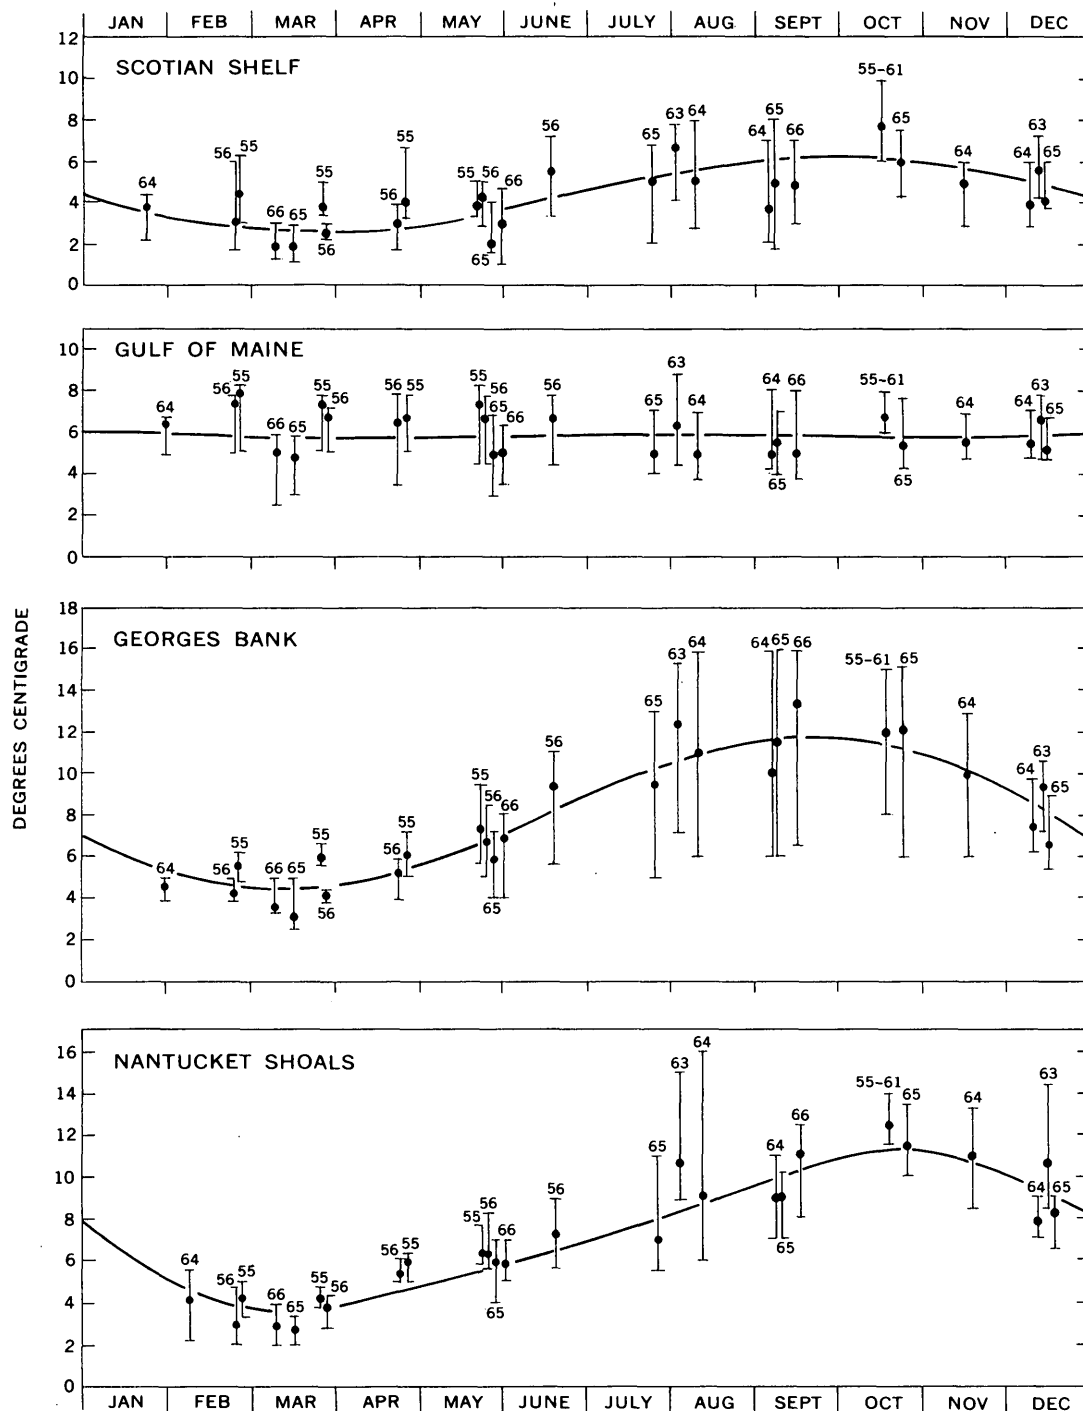 JAN FEB MAR APR MAY JUNE JULY AUG SEPT OCT NOV DEC
12
SCOTIAN SHELF
55-61
10
63 64 65 65
56 55 55 56 65 64 66 63
8
64 55 56 55 56 66 64 64 65
6
66 65 56
4
65
56
2
0
10
GULF OF MAINE
63 55-61
56 55 55 56 56 55 55 56 56 65 64 64 66 64 63
8
64 66 65 65 66 64 65
6
65 65
4
2
0
DEGREES CENTIGRADE
18
GEORGES BANK
16
63 64 64 65 66 55-61 65
14
65 64
12
56
10
55 56 64 63 65
8
55 55 66
6
64 56 66 65 56
4
56 65
2
0
16
NANTUCKET SHOALS
64
14
63 55-61 63
12
65 64 66 65 64
10
56
8
55 56 66 65 64 65
6
64 56 55 56 55
4
66 65 55 56 65
2
0
JAN FEB MAR APR MAY JUNE JULY AUG SEPT OCT NOV DEC